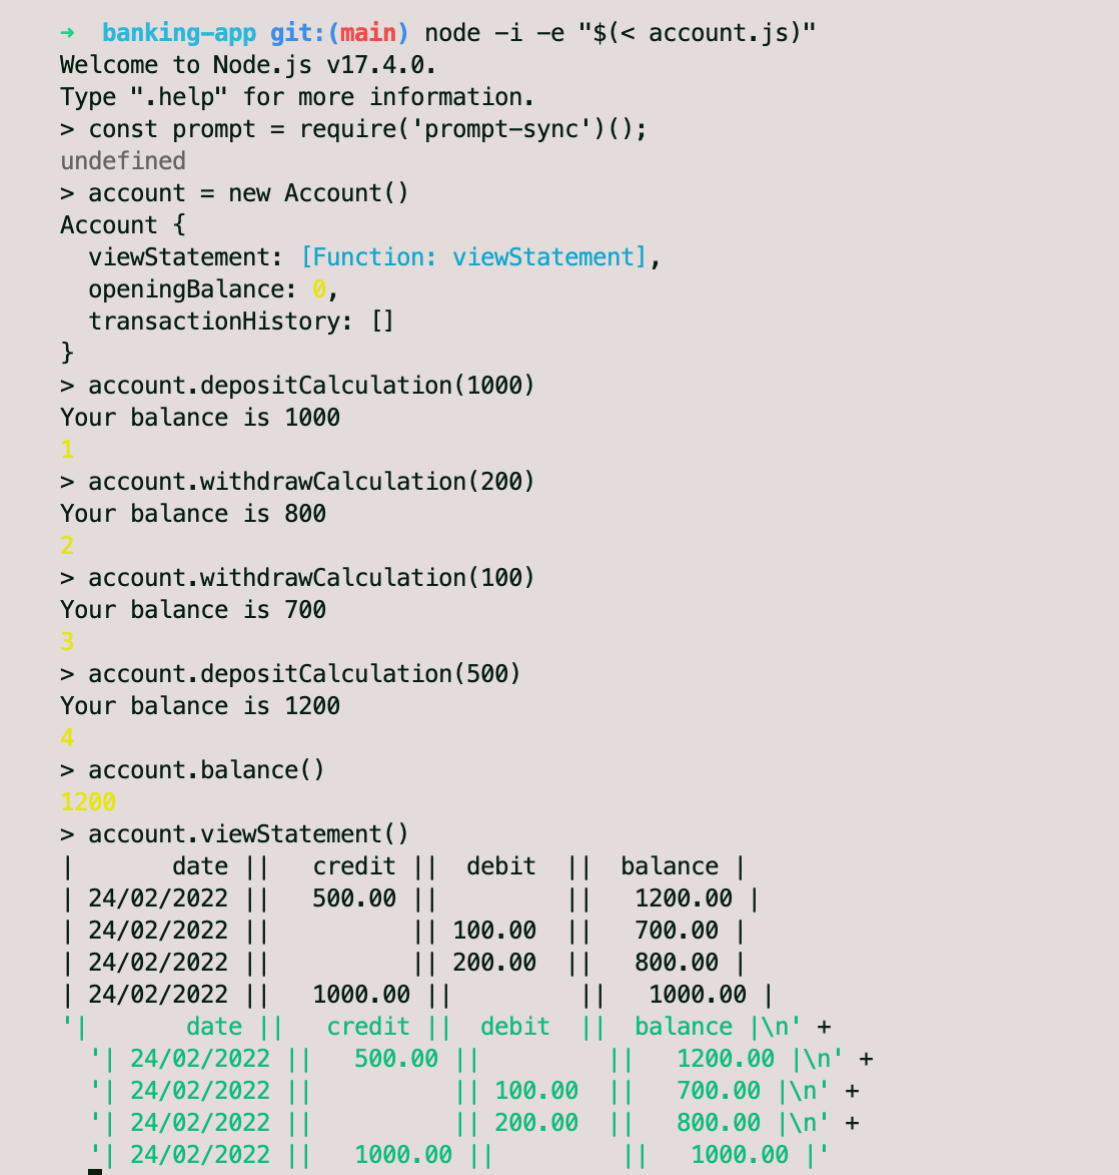 →  banking-app git:(main) node -i -e "$(< account.js)"
Welcome to Node.js v17.4.0.
Type ".help" for more information.
> const prompt = require('prompt-sync')();
undefined
> account = new Account()
Account {
  viewStatement: [Function: viewStatement],
  openingBalance: 0,
  transactionHistory: []
}
> account.depositCalculation(1000)
Your balance is 1000
1
> account.withdrawCalculation(200)
Your balance is 800
2
> account.withdrawCalculation(100)
Your balance is 700
3
> account.depositCalculation(500)
Your balance is 1200
4
> account.balance()
1200
> account.viewStatement()
|       date ||   credit ||  debit  ||  balance |
| 24/02/2022 ||   500.00 ||         ||   1200.00 |
| 24/02/2022 ||          || 100.00  ||   700.00 |
| 24/02/2022 ||          || 200.00  ||   800.00 |
| 24/02/2022 ||   1000.00 ||         ||   1000.00 |
'|       date ||   credit ||  debit  ||  balance |\n' +
  '| 24/02/2022 ||   500.00 ||         ||   1200.00 |\n' +
  '| 24/02/2022 ||          || 100.00  ||   700.00 |\n' +
  '| 24/02/2022 ||          || 200.00  ||   800.00 |\n' +
  '| 24/02/2022 ||   1000.00 ||         ||   1000.00 |'